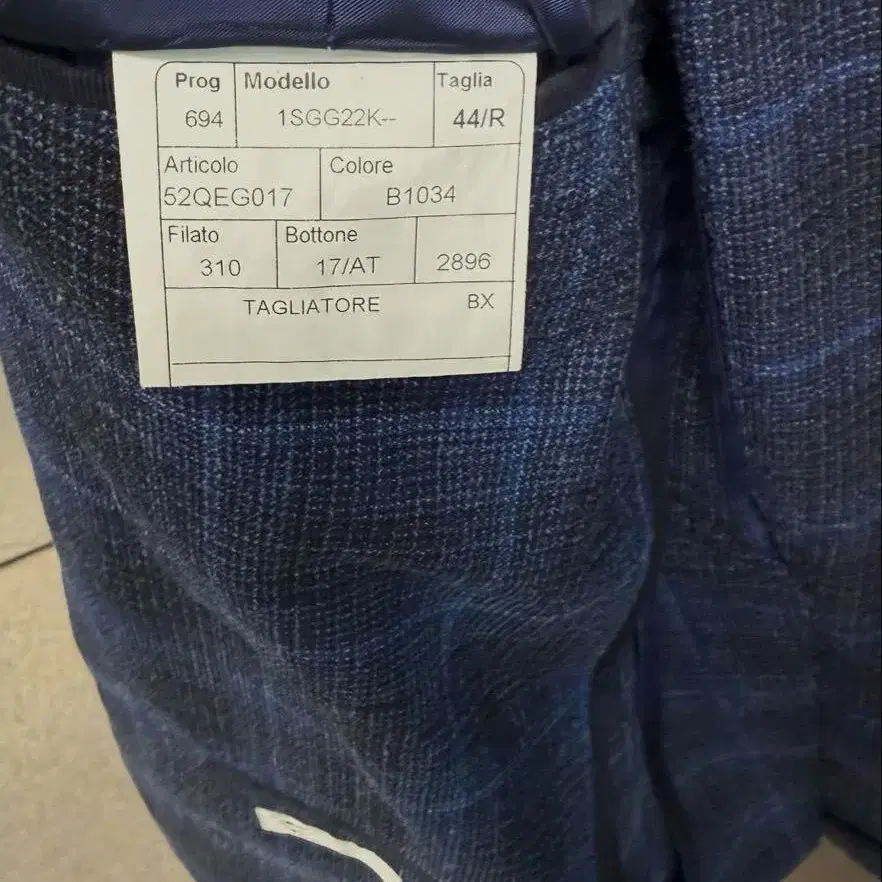 Prog Modello Taglia
694 1SGG22K-- 44/R
Articolo Colore
52QEG017 B1034
Filato Bottone
310 17/AT 2896
TAGLIATORE BX